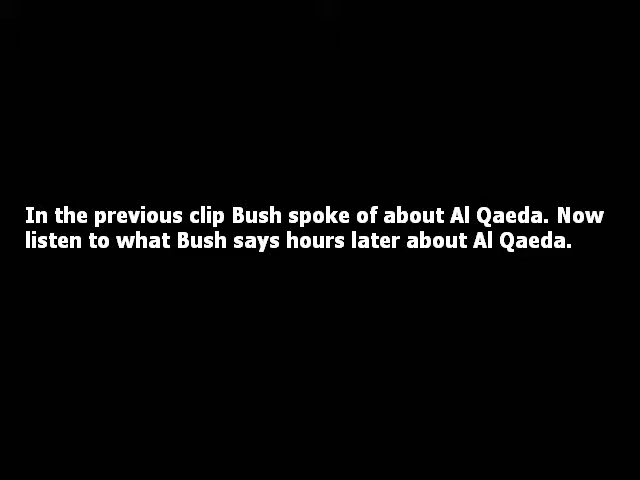 In the previous clip Bush spoke of about Al Qaeda. Now
listen to what Bush says hours later about Al Qaeda.